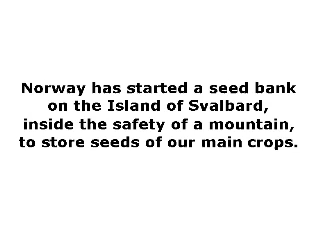 Norway has started a seed bank
on the Island of Svalbard,
inside the safety of a mountain,
to store seeds of our main crops.